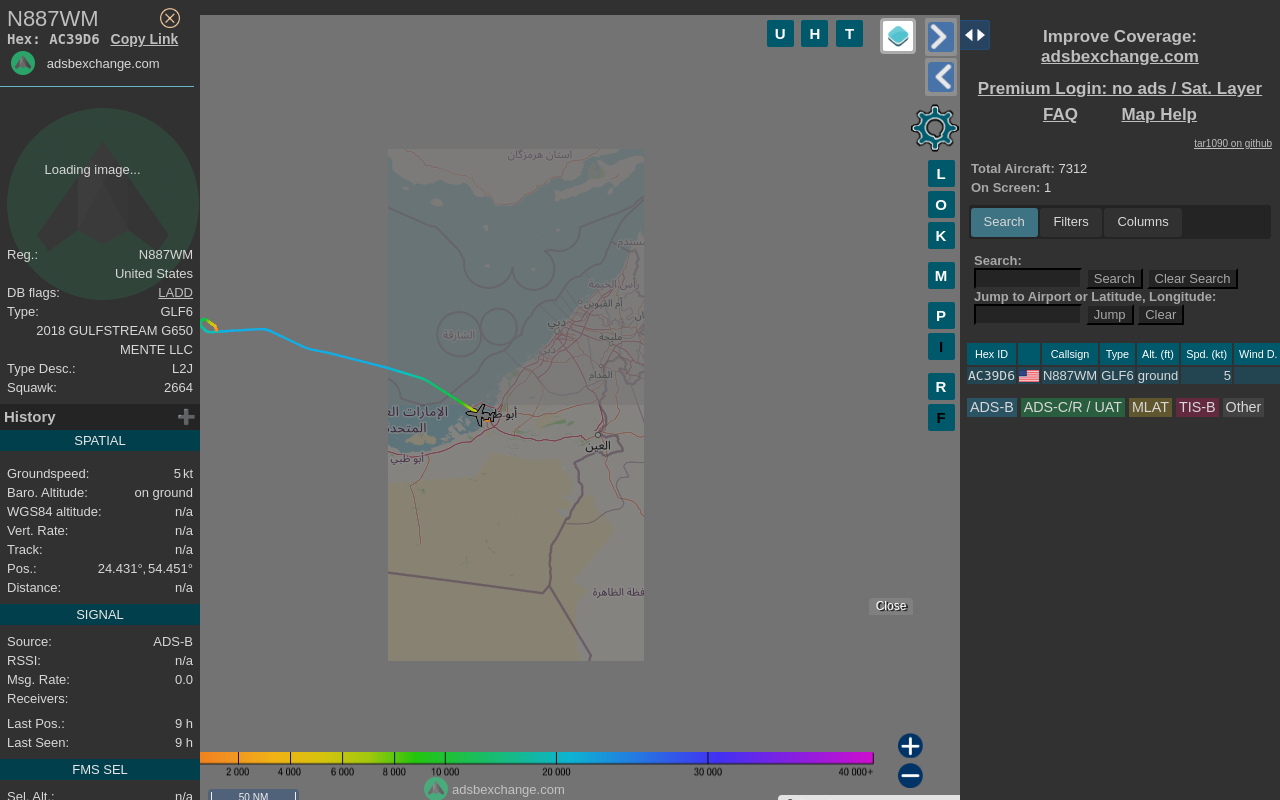 N887WM
Hex: AC39D6 Copy Link
adsbexchange.com
Loading image...
Reg.: N887WM
United States
DB flags: LADD
Type: GLF6
2018 GULFSTREAM G650
MENTE LLC
Type Desc.: L2J
Squawk: 2664
History
SPATIAL
Groundspeed: 5 kt
Baro. Altitude: on ground
WGS84 altitude: n/a
Vert. Rate: n/a
Track: n/a
Pos.: 24.431°, 54.451°
Distance: n/a
SIGNAL
Source: ADS-B
RSSI: n/a
Msg. Rate: 0.0
Receivers:
Last Pos.: 9 h
Last Seen: 9 h
FMS SEL
Sel. Alt.: n/a
U H T
L
O
K
M
P
I
R
F
استان هرمزگان
رأس الخيمة
أم القيوين
دبي
الشارقة
مليحة
دبي
المدام
العين
أبو ظبي
Close
2 000 4 000 6 000 8 000 10 000 20 000 30 000 40 000+
adsbexchange.com
50 NM
Improve Coverage:
adsbexchange.com
Premium Login: no ads / Sat. Layer
FAQ Map Help
tar1090 on github
Total Aircraft: 7312
On Screen: 1
Search Filters Columns
Search:
Search Clear Search
Jump to Airport or Latitude, Longitude:
Jump Clear
Hex ID Callsign Type Alt. (ft) Spd. (kt) Wind D.
AC39D6 N887WM GLF6 ground 5
ADS-B ADS-C/R / UAT MLAT TIS-B Other